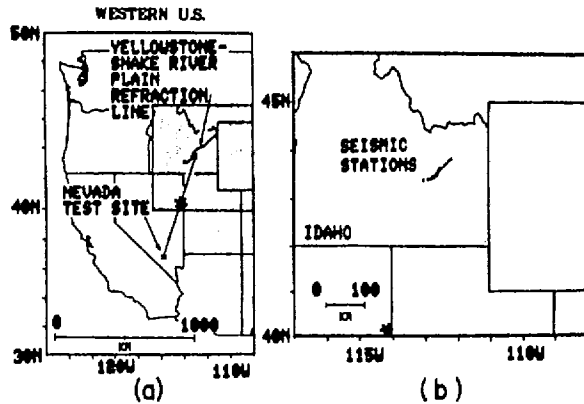 WESTERN U.S.
50N
YELLOWSTONE-
SNAKE RIVER
PLAIN
REFRACTION
LINE
40N
NEVADA
TEST SITE
0 1000
KM
30N
120W 110W
(a)
45N
SEISMIC
STATIONS
IDAHO
0 100
KM
40N
115W 110W
(b)